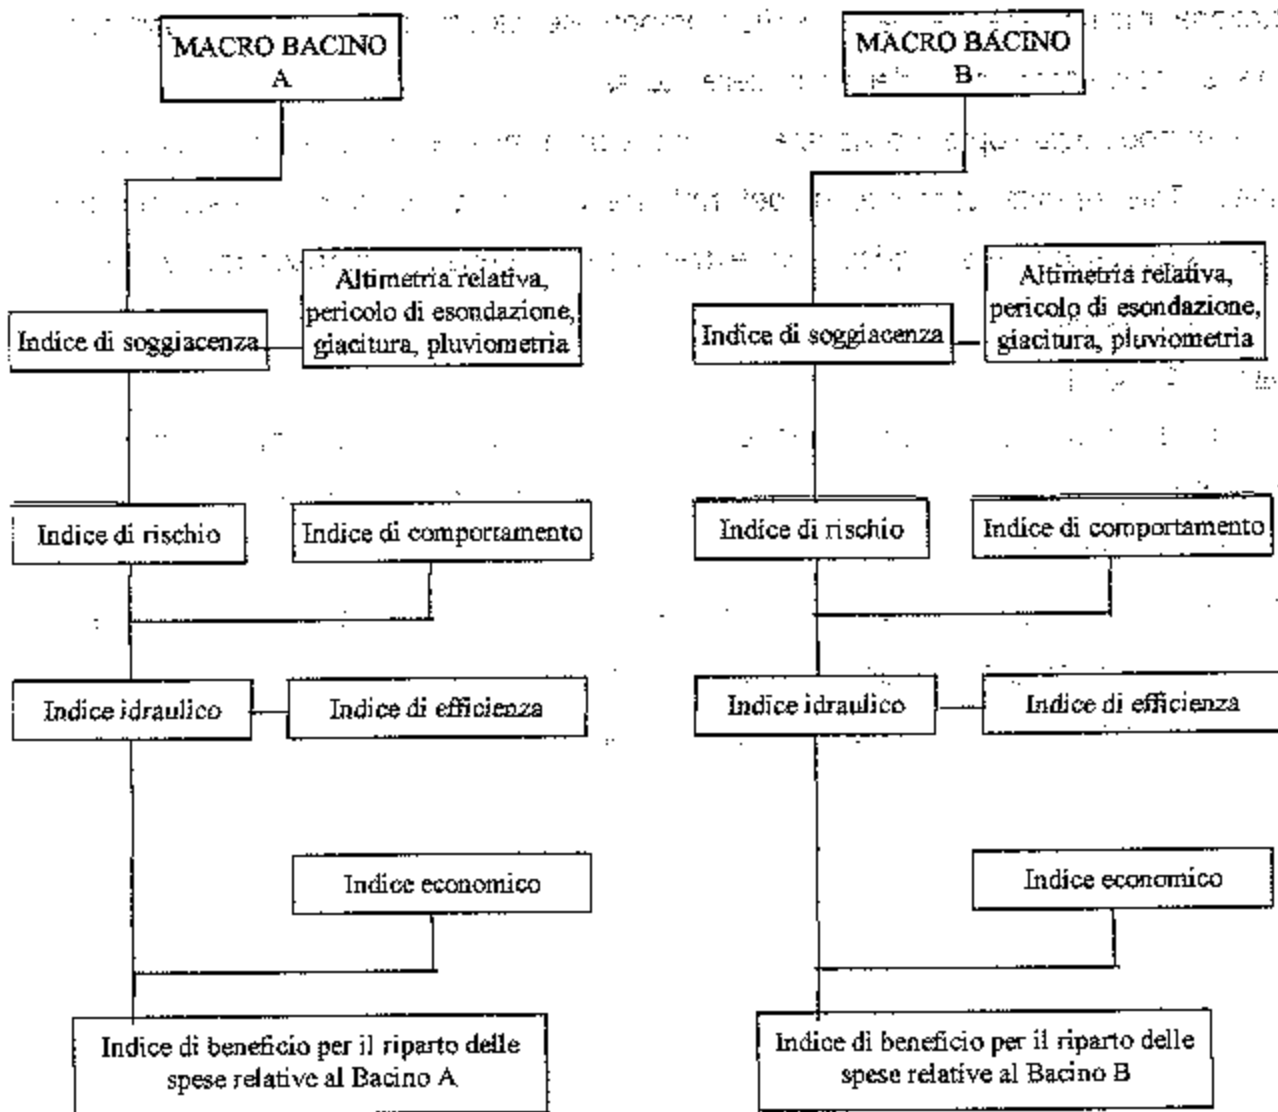 MACRO BACINO
A
Altimetria relativa,
pericolo di esondazione,
giacitura, pluviometria
Indice di soggiacenza
Indice di rischio
Indice di comportamento
Indice idraulico
Indice di efficienza
Indice economico
Indice di beneficio per il riparto delle
spese relative al Bacino A
MACRO BACINO
B
Altimetria relativa,
pericolo di esondazione,
giacitura, pluviometria
Indice di soggiacenza
Indice di rischio
Indice di comportamento
Indice idraulico
Indice di efficienza
Indice economico
Indice di beneficio per il riparto delle
spese relative al Bacino B